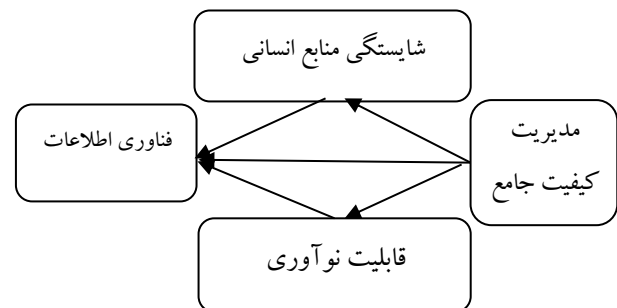 شایستگی منابع انسانی
مدیریت
کیفیت جامع
فناوری اطلاعات
قابلیت نوآوری